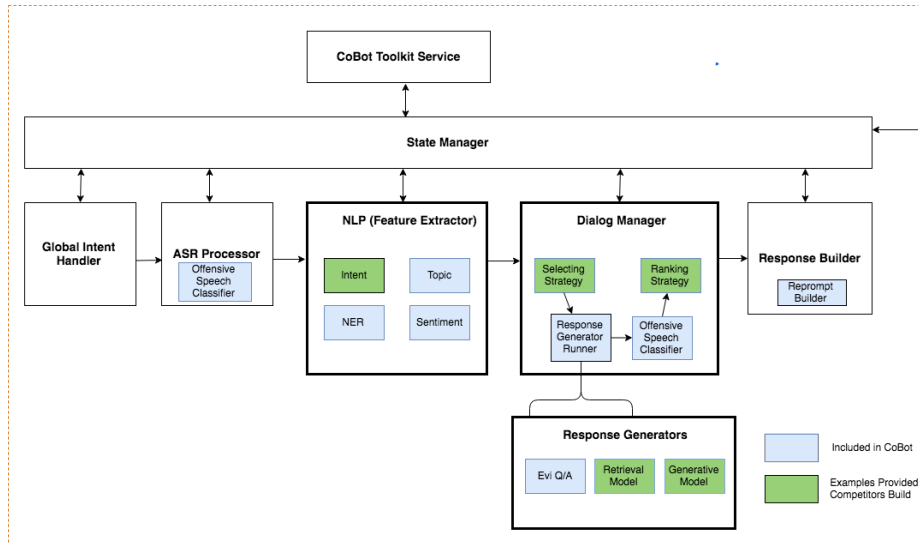 CoBot Toolkit Service
State Manager
Global Intent
Handler
ASR Processor
Offensive
Speech
Classifier
NLP (Feature Extractor)
Intent
Topic
NER
Sentiment
Dialog Manager
Selecting
Strategy
Ranking
Strategy
Response
Generator
Runner
Offensive
Speech
Classifier
Response Builder
Reprompt
Builder
Response Generators
Evi Q/A
Retrieval
Model
Generative
Model
Included in CoBot
Examples Provided
Competitors Build